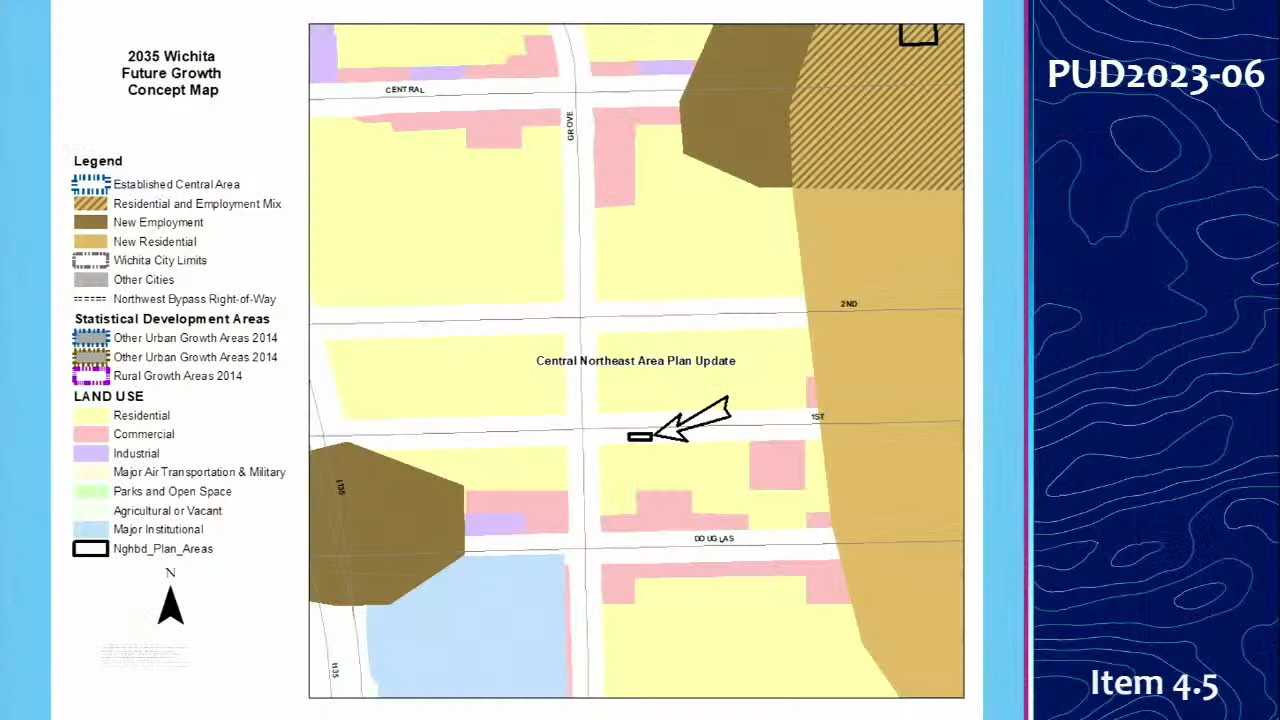 2035 Wichita
Future Growth
Concept Map
Legend
Established Central Area
Residential and Employment Mix
New Employment
New Residential
Wichita City Limits
Other Cities
Northwest Bypass Right-of-Way
Statistical Development Areas
Other Urban Growth Areas 2014
Other Urban Growth Areas 2014
Rural Growth Areas 2014
LAND USE
Residential
Commercial
Industrial
Major Air Transportation & Military
Parks and Open Space
Agricultural or Vacant
Major Institutional
Nghbd_Plan_Areas
N
CENTRAL
GROVE
2ND
Central Northeast Area Plan Update
1ST
I135
DOUGLAS
I135
PUD2023-06
Item 4.5